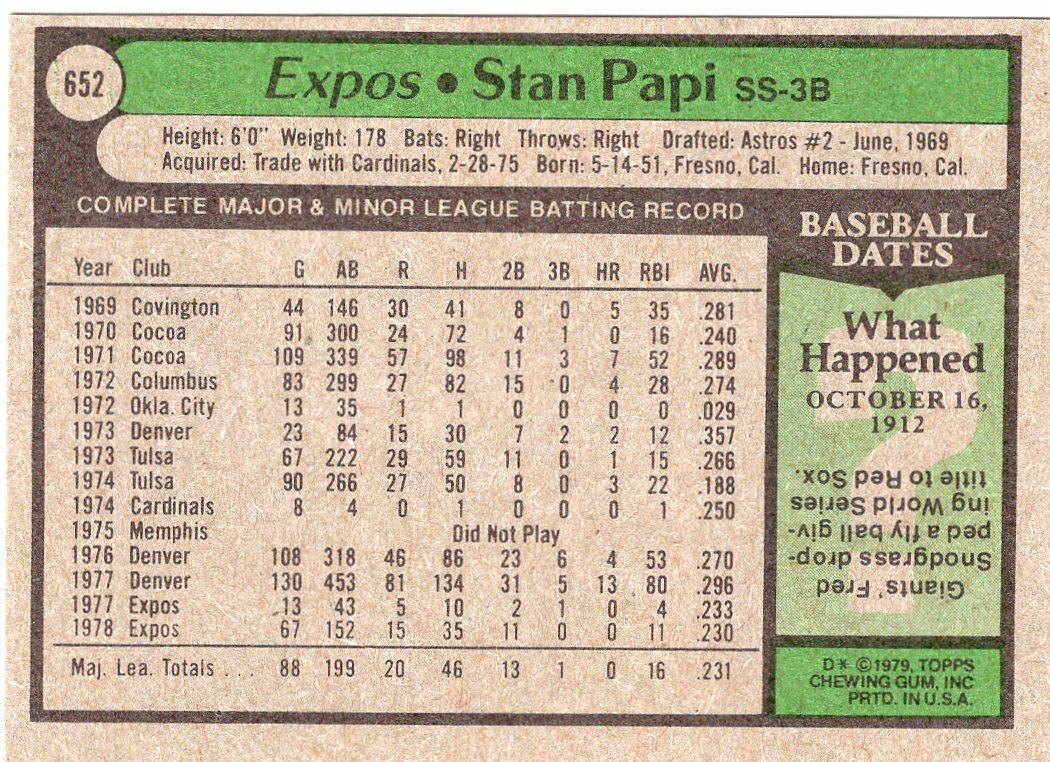 652
Expos • Stan Papi SS-3B
Height: 6'0" Weight: 178 Bats: Right Throws: Right Drafted: Astros #2 - June, 1969
Acquired: Trade with Cardinals, 2-28-75 Born: 5-14-51, Fresno, Cal. Home: Fresno, Cal.
COMPLETE MAJOR & MINOR LEAGUE BATTING RECORD
Year Club G AB R H 2B 3B HR RBI AVG.
1969 Covington 44 146 30 41 8 0 5 35 .281
1970 Cocoa 91 300 24 72 4 1 0 16 .240
1971 Cocoa 109 339 57 98 11 3 7 52 .289
1972 Columbus 83 299 27 82 15 0 4 28 .274
1972 Okla. City 13 35 1 1 0 0 0 0 .029
1973 Denver 23 84 15 30 7 2 2 12 .357
1973 Tulsa 67 222 29 59 11 0 1 15 .266
1974 Tulsa 90 266 27 50 8 0 3 22 .188
1974 Cardinals 8 4 0 1 0 0 0 1 .250
1975 Memphis Did Not Play
1976 Denver 108 318 46 86 23 6 4 53 .270
1977 Denver 130 453 81 134 31 5 13 80 .296
1977 Expos 13 43 5 10 2 1 0 4 .233
1978 Expos 67 152 15 35 11 0 0 11 .230
Maj. Lea. Totals . . . 88 199 20 46 13 1 0 16 .231
BASEBALL
DATES
What
Happened
OCTOBER 16,
1912
Giants' Fred
Snodgrass drop-
ped a fly ball giv-
ing World Series
title to Red Sox.
D* ©1979, TOPPS
CHEWING GUM, INC
PRTD. IN U.S.A.